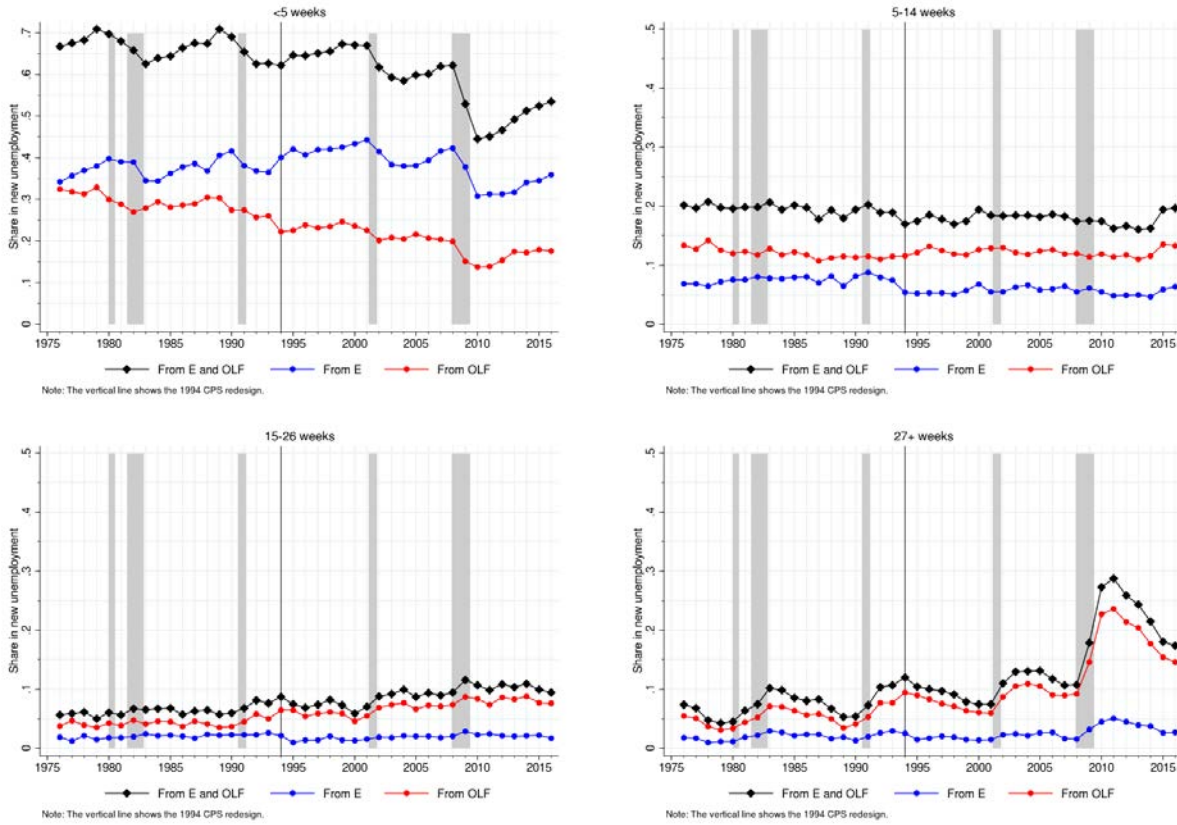 <5 weeks
Share in new unemployment
0 .1 .2 .3 .4 .5 .6 .7
1975 1980 1985 1990 1995 2000 2005 2010 2015
From E and OLF From E From OLF
Note: The vertical line shows the 1994 CPS redesign.
5-14 weeks
Share in new unemployment
0 .1 .2 .3 .4 .5
1975 1980 1985 1990 1995 2000 2005 2010 2015
From E and OLF From E From OLF
Note: The vertical line shows the 1994 CPS redesign.
15-26 weeks
Share in new unemployment
0 .1 .2 .3 .4 .5
1975 1980 1985 1990 1995 2000 2005 2010 2015
From E and OLF From E From OLF
Note: The vertical line shows the 1994 CPS redesign.
27+ weeks
Share in new unemployment
0 .1 .2 .3 .4 .5
1975 1980 1985 1990 1995 2000 2005 2010 2015
From E and OLF From E From OLF
Note: The vertical line shows the 1994 CPS redesign.